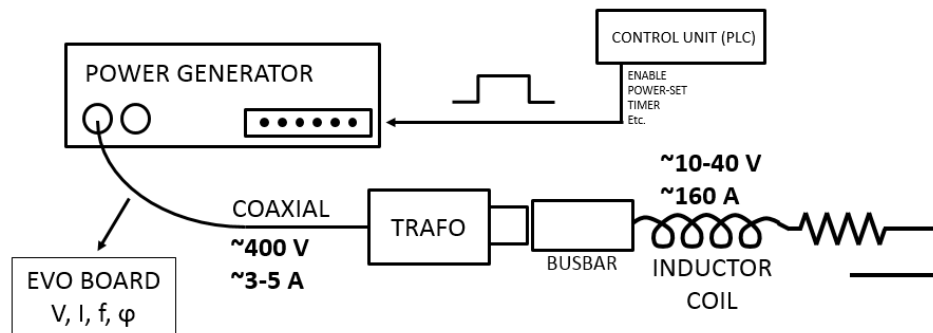 CONTROL UNIT (PLC)
POWER GENERATOR
ENABLE
POWER-SET
TIMER
Etc.
~10-40 V
~160 A
COAXIAL
~400 V
~3-5 A
TRAFO
BUSBAR
INDUCTOR
COIL
EVO BOARD
V, I, f, φ